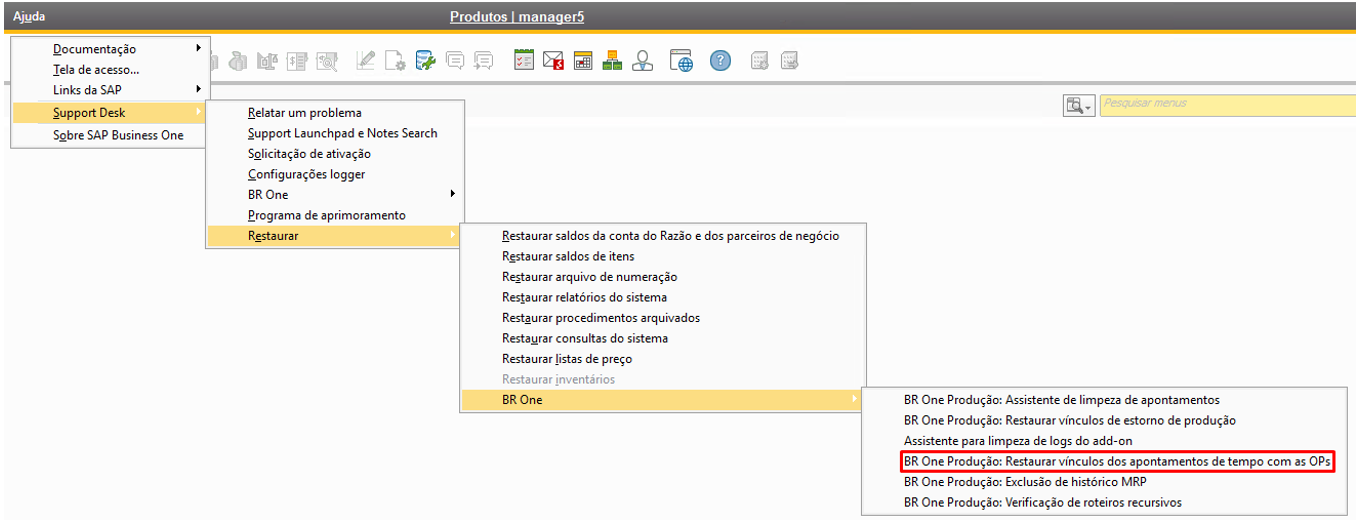 Ajuda
Produtos | manager5
Documentação
Tela de acesso...
Links da SAP
Support Desk
Sobre SAP Business One
Pesquisar menus
Relatar um problema
Support Launchpad e Notes Search
Solicitação de ativação
Configurações logger
BR One
Programa de aprimoramento
Restaurar
Restaurar saldos da conta do Razão e dos parceiros de negócio
Restaurar saldos de itens
Restaurar arquivo de numeração
Restaurar relatórios do sistema
Restaurar procedimentos arquivados
Restaurar consultas do sistema
Restaurar listas de preço
Restaurar inventários
BR One
BR One Produção: Assistente de limpeza de apontamentos
BR One Produção: Restaurar vínculos de estorno de produção
Assistente para limpeza de logs do add-on
BR One Produção: Restaurar vínculos dos apontamentos de tempo com as OPs
BR One Produção: Exclusão de histórico MRP
BR One Produção: Verificação de roteiros recursivos